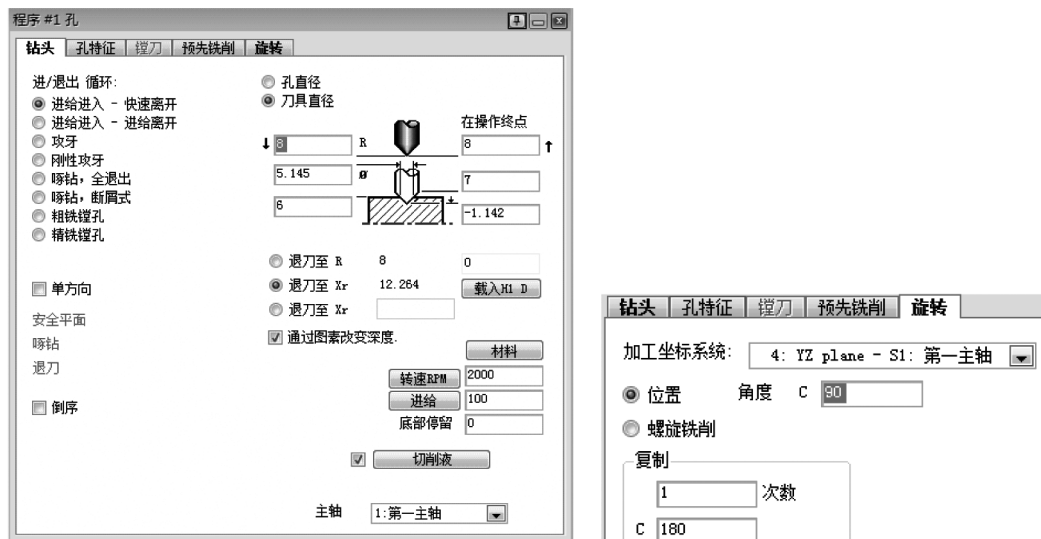 程序 #1 孔
钻头 孔特征 镗刀 预先铣削 旋转
进/退出 循环:
进给进入 - 快速离开
进给进入 - 进给离开
攻牙
刚性攻牙
啄钻，全退出
啄钻，断屑式
粗铣镗孔
精铣镗孔
单方向
安全平面
啄钻
退刀
倒序
孔直径
刀具直径
在操作终点
8 R 8
5.145 ø 7
6 -1.142
退刀至 R 8 0
退刀至 Xr 12.264 载入H1 D
退刀至 Xr
通过图素改变深度.
材料
转速RPM 2000
进给 100
底部停留 0
切削液
主轴 1:第一主轴
钻头 孔特征 镗刀 预先铣削 旋转
加工坐标系统: 4: YZ plane - S1: 第一主轴
位置 角度 C 90
螺旋铣削
复制
1 次数
C 180